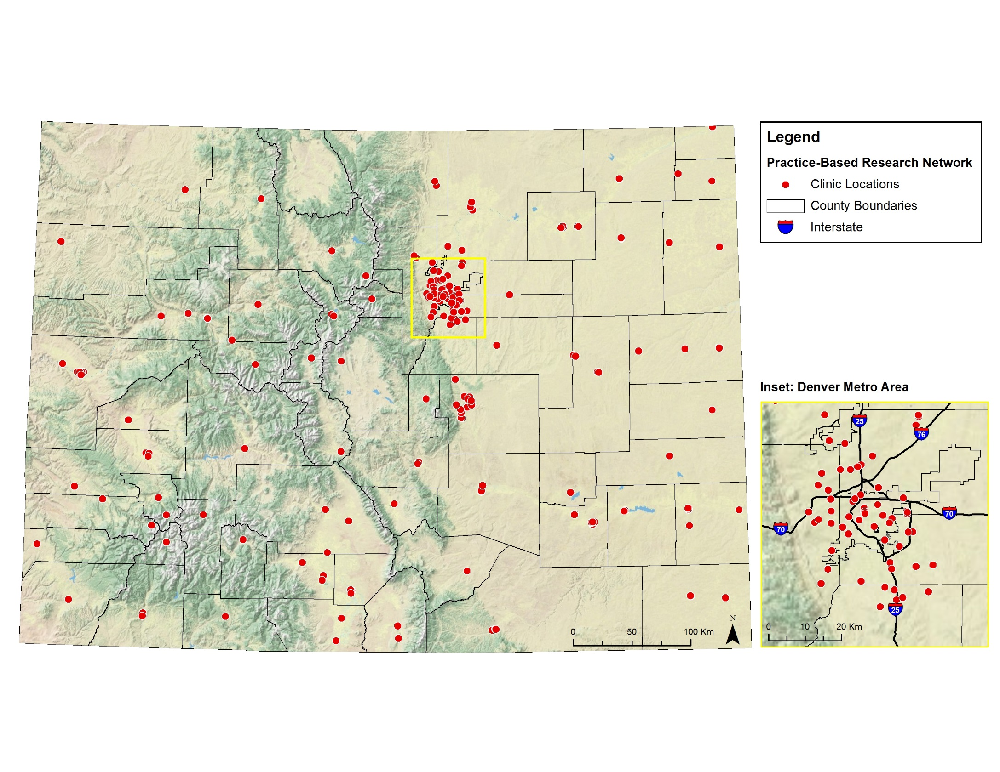 Legend
Practice-Based Research Network
Clinic Locations
County Boundaries
Interstate
Inset: Denver Metro Area
25
76
70
70
25
0 10 20 Km
N
0 50 100 Km